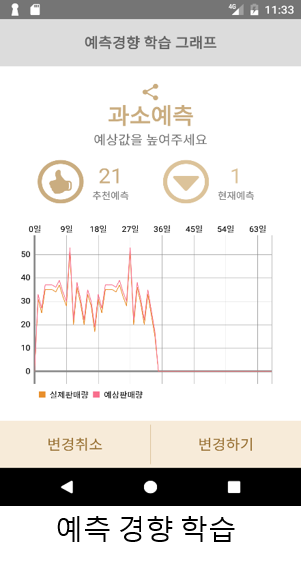 4G 11:33
예측경향 학습 그래프
과소예측
예상값을 높여주세요
21 1
추천예측 현재예측
0일 9일 18일 27일 36일 45일 54일 63일
50
40
30
20
10
0
실제판매량 예상판매량
변경취소 변경하기
예측 경향 학습